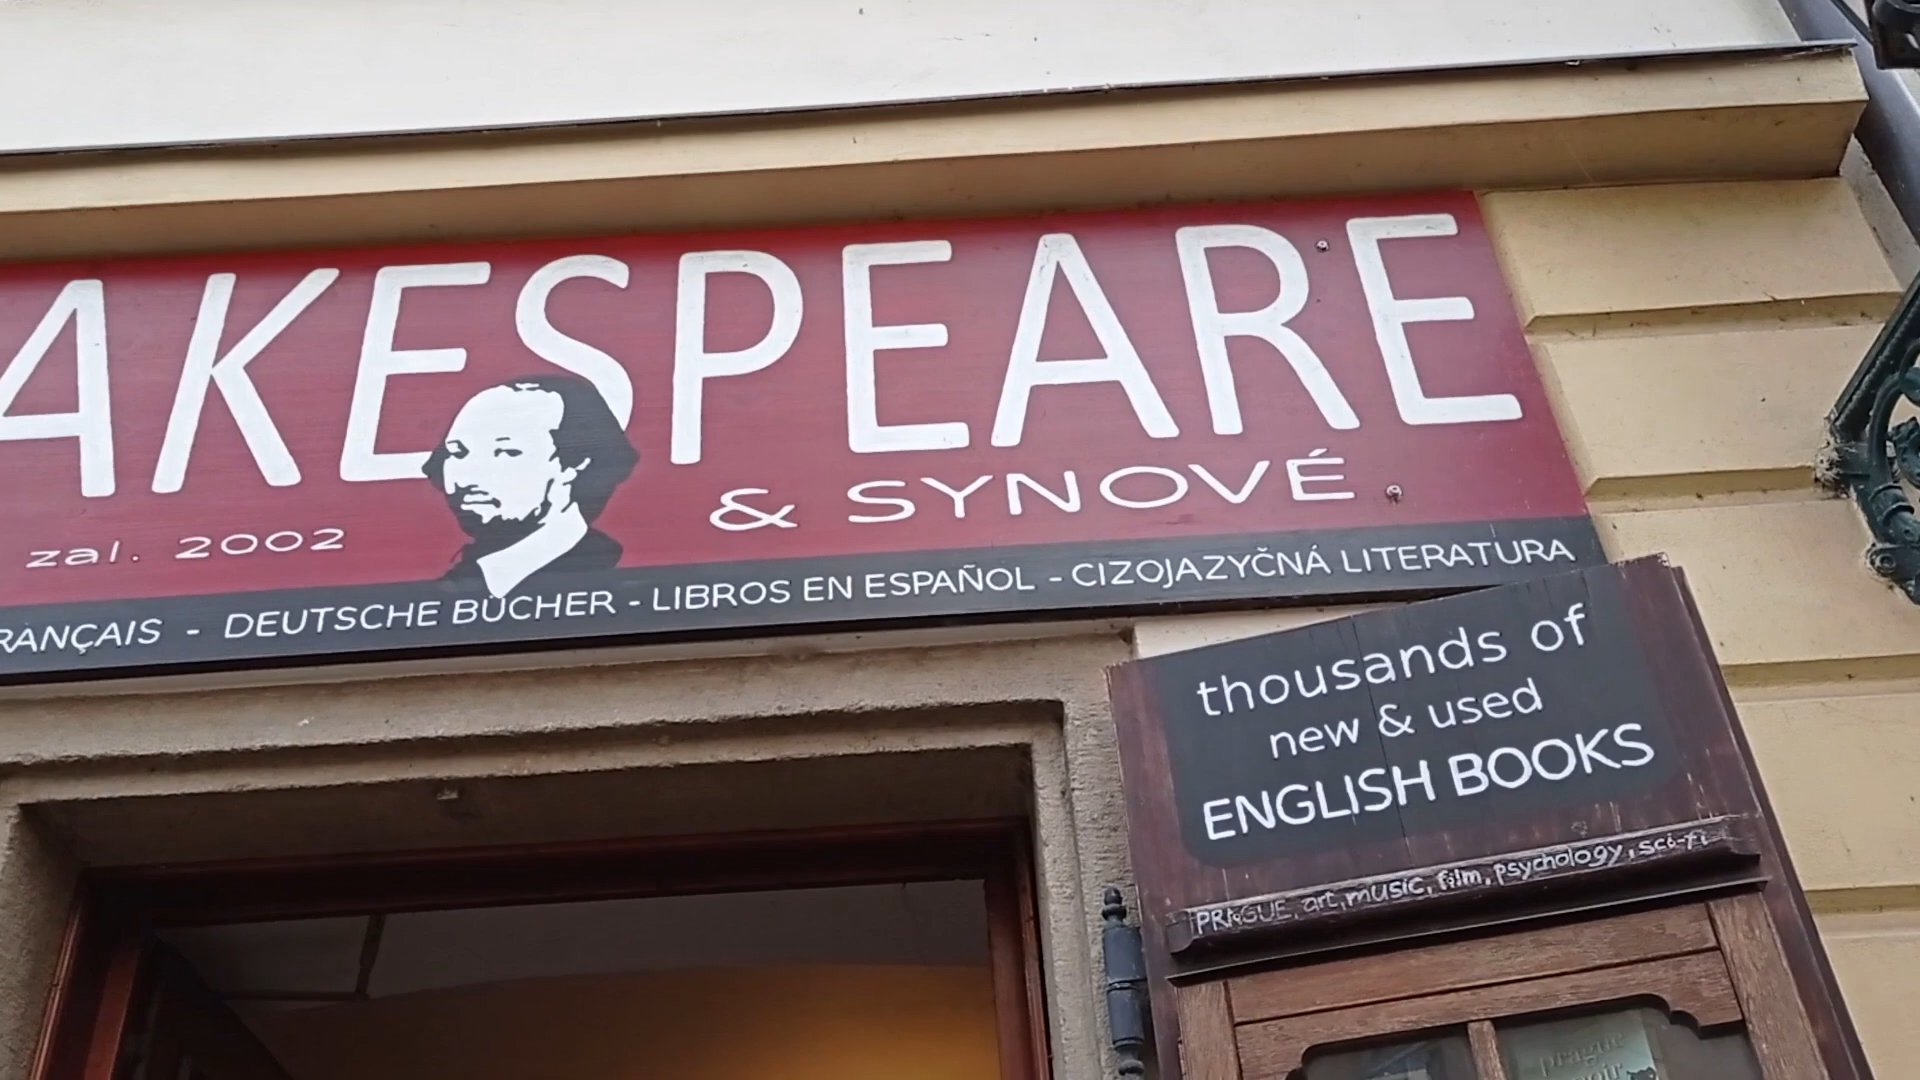 AKESPEARE
& SYNOVÉ
zal. 2002
RANÇAIS - DEUTSCHE BÜCHER - LIBROS EN ESPAÑOL - CIZOJAZYČNÁ LITERATURA
thousands of
new & used
ENGLISH BOOKS
PRAGUE, art, music, film, psychology, sci-fi
prague